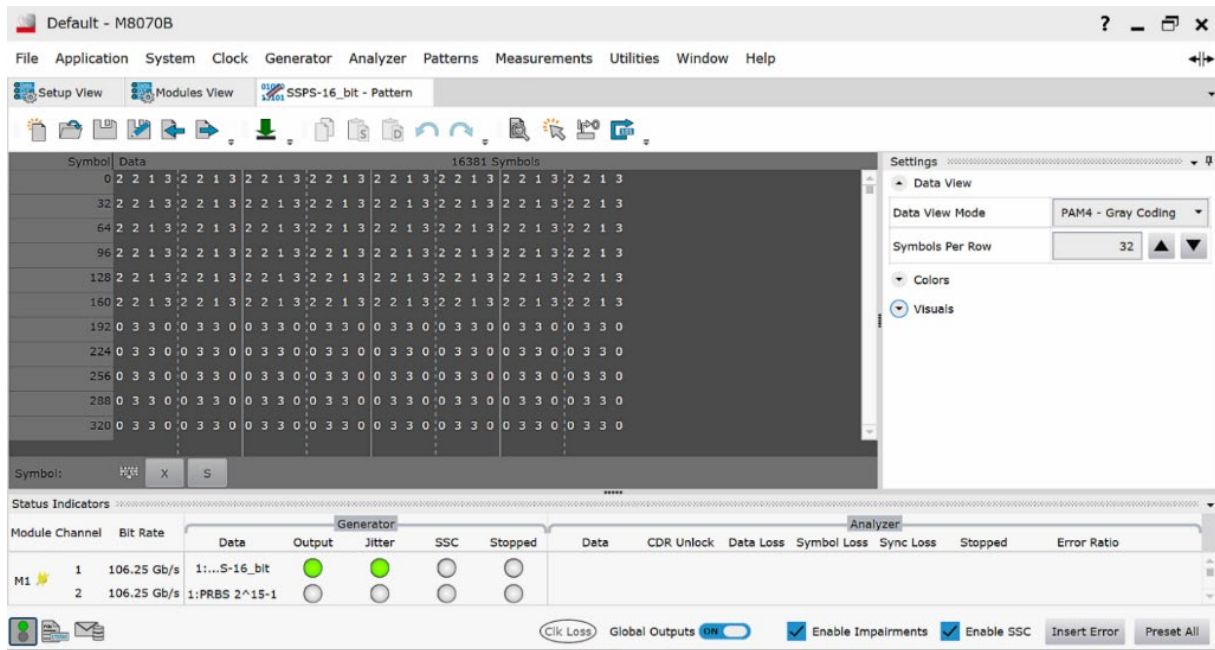 Default - M8070B
File Application System Clock Generator Analyzer Patterns Measurements Utilities Window Help
Setup View Modules View SSPS-16_bit - Pattern
Symbol Data 16381 Symbols
0 2 2 1 3 2 2 1 3 2 2 1 3 2 2 1 3 2 2 1 3 2 2 1 3 2 2 1 3 2 2 1 3
32 2 2 1 3 2 2 1 3 2 2 1 3 2 2 1 3 2 2 1 3 2 2 1 3 2 2 1 3 2 2 1 3
64 2 2 1 3 2 2 1 3 2 2 1 3 2 2 1 3 2 2 1 3 2 2 1 3 2 2 1 3 2 2 1 3
96 2 2 1 3 2 2 1 3 2 2 1 3 2 2 1 3 2 2 1 3 2 2 1 3 2 2 1 3 2 2 1 3
128 2 2 1 3 2 2 1 3 2 2 1 3 2 2 1 3 2 2 1 3 2 2 1 3 2 2 1 3 2 2 1 3
160 2 2 1 3 2 2 1 3 2 2 1 3 2 2 1 3 2 2 1 3 2 2 1 3 2 2 1 3 2 2 1 3
192 0 3 3 0 0 3 3 0 0 3 3 0 0 3 3 0 0 3 3 0 0 3 3 0 0 3 3 0 0 3 3 0
224 0 3 3 0 0 3 3 0 0 3 3 0 0 3 3 0 0 3 3 0 0 3 3 0 0 3 3 0 0 3 3 0
256 0 3 3 0 0 3 3 0 0 3 3 0 0 3 3 0 0 3 3 0 0 3 3 0 0 3 3 0 0 3 3 0
288 0 3 3 0 0 3 3 0 0 3 3 0 0 3 3 0 0 3 3 0 0 3 3 0 0 3 3 0 0 3 3 0
320 0 3 3 0 0 3 3 0 0 3 3 0 0 3 3 0 0 3 3 0 0 3 3 0 0 3 3 0 0 3 3 0
Symbol: X S
Settings
Data View
Data View Mode PAM4 - Gray Coding
Symbols Per Row 32
Colors
Visuals
Status Indicators
Generator Analyzer
Module Channel Bit Rate Data Output Jitter SSC Stopped Data CDR Unlock Data Loss Symbol Loss Sync Loss Stopped Error Ratio
M1 1 106.25 Gb/s 1:...S-16_bit
2 106.25 Gb/s 1:PRBS 2^15-1
Clk Loss Global Outputs ON Enable Impairments Enable SSC Insert Error Preset All